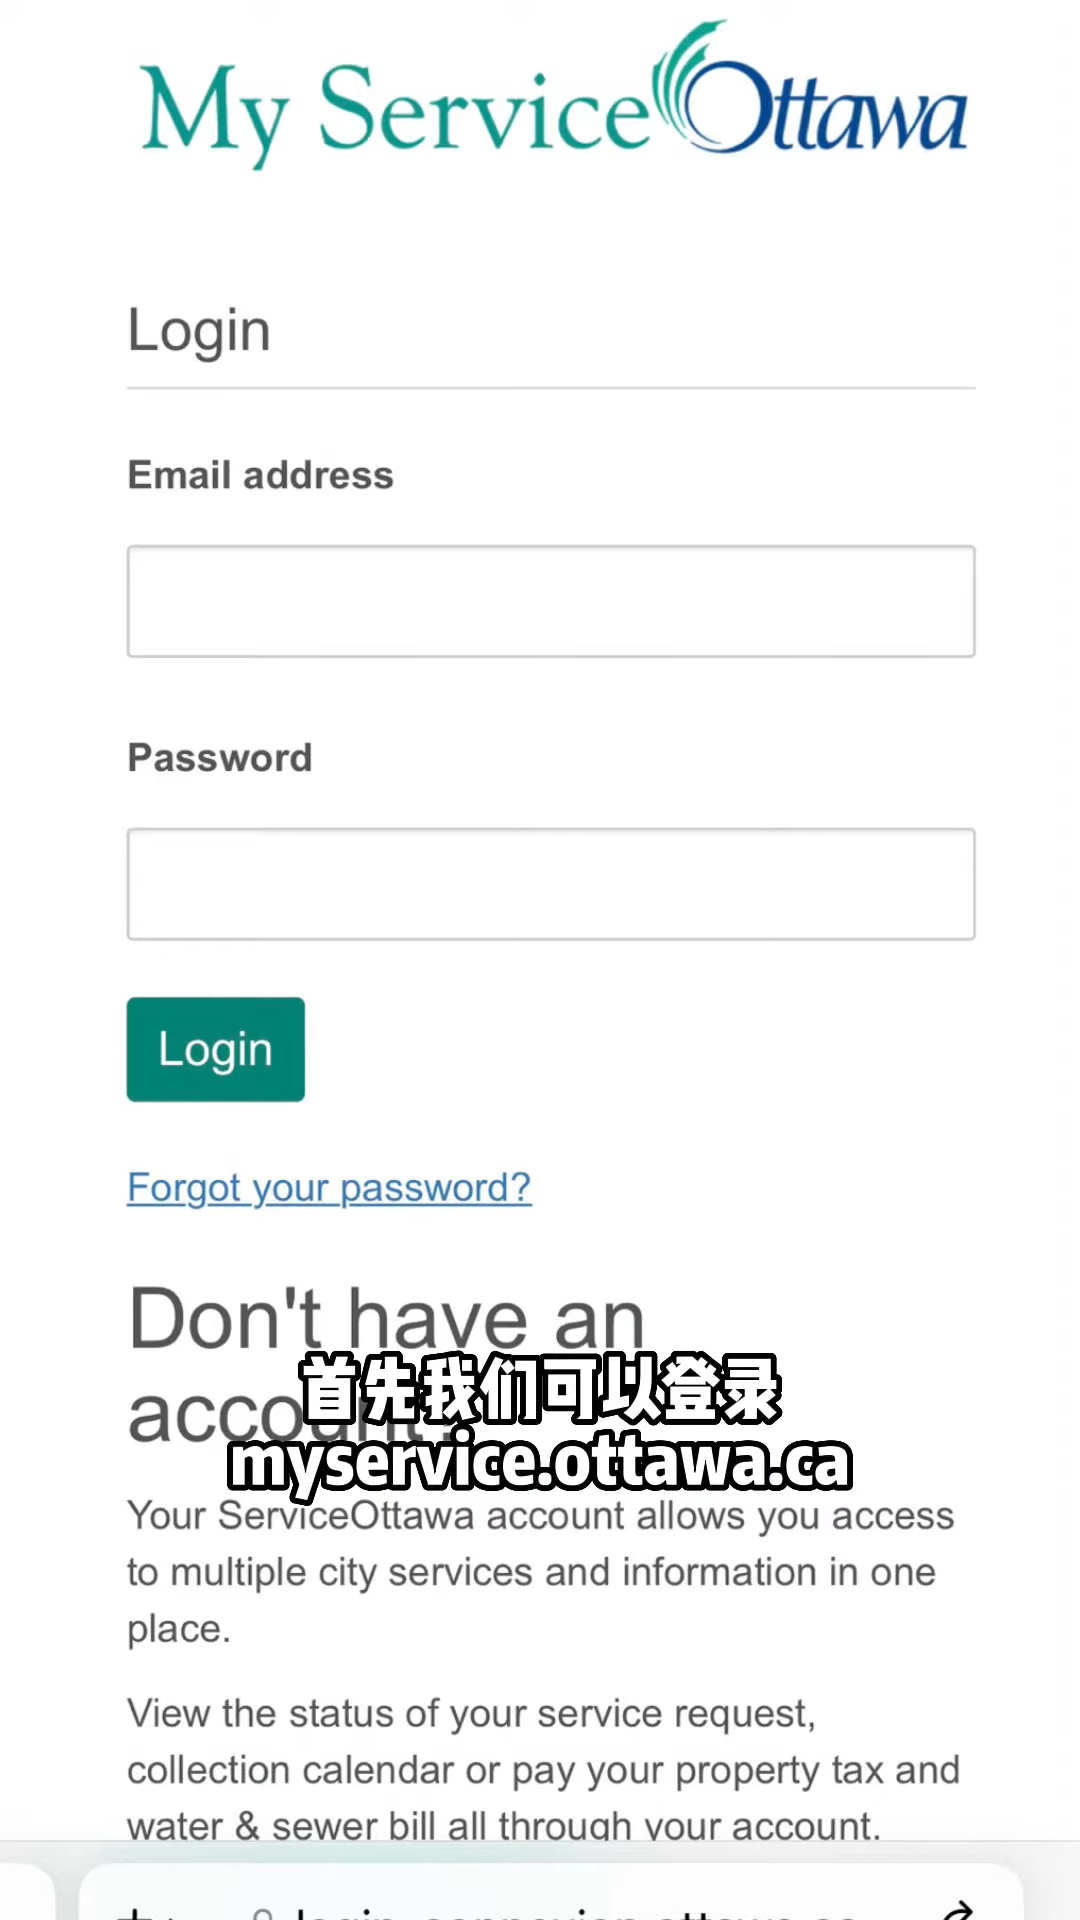 My Service Ottawa
Login
Email address
Password
Login
Forgot your password?
Don't have an
account?
首先我们可以登录
myservice.ottawa.ca
Your ServiceOttawa account allows you access
to multiple city services and information in one
place.
View the status of your service request,
collection calendar or pay your property tax and
water & sewer bill all through your account.